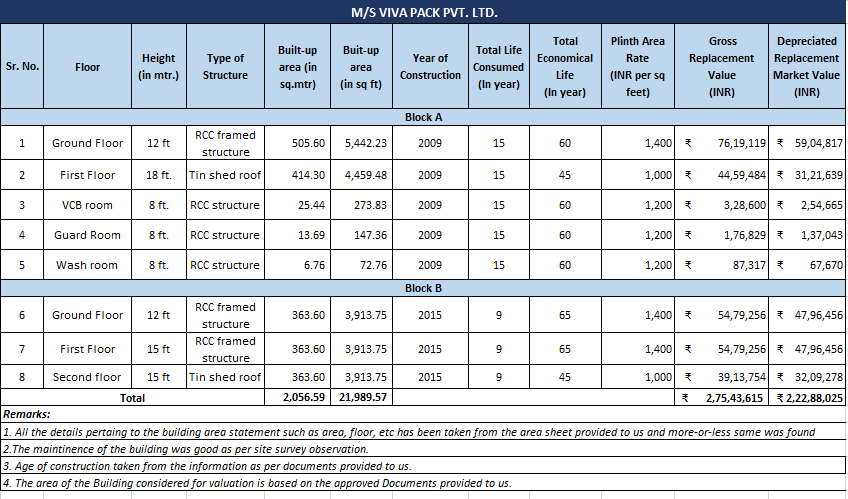 M/S VIVA PACK PVT. LTD.
Sr. No. Floor Height (in mtr.) Type of Structure Built-up area (in sq.mtr) Buit-up area (in sq ft) Year of Construction Total Life Consumed (In year) Total Economical Life (In year) Plinth Area Rate (INR per sq feet) Gross Replacement Value (INR) Depreciated Replacement Market Value (INR)
Block A
1 Ground Floor 12 ft RCC framed structure 505.60 5,442.23 2009 15 60 1,400 ₹ 76,19,119 ₹ 59,04,817
2 First Floor 18 ft. Tin shed roof 414.30 4,459.48 2009 15 45 1,000 ₹ 44,59,484 ₹ 31,21,639
3 VCB room 8 ft. RCC structure 25.44 273.83 2009 15 60 1,200 ₹ 3,28,600 ₹ 2,54,665
4 Guard Room 8 ft. RCC structure 13.69 147.36 2009 15 60 1,200 ₹ 1,76,829 ₹ 1,37,043
5 Wash room 8 ft. RCC structure 6.76 72.76 2009 15 60 1,200 ₹ 87,317 ₹ 67,670
Block B
6 Ground Floor 12 ft RCC framed structure 363.60 3,913.75 2015 9 65 1,400 ₹ 54,79,256 ₹ 47,96,456
7 First Floor 15 ft RCC framed structure 363.60 3,913.75 2015 9 65 1,400 ₹ 54,79,256 ₹ 47,96,456
8 Second floor 15 ft Tin shed roof 363.60 3,913.75 2015 9 45 1,000 ₹ 39,13,754 ₹ 32,09,278
Total 2,056.59 21,989.57 ₹ 2,75,43,615 ₹ 2,22,88,025
Remarks:
1. All the details pertaing to the building area statement such as area, floor, etc has been taken from the area sheet provided to us and more-or-less same was found
2.The maintinence of the building was good as per site survey observation.
3. Age of construction taken from the information as per documents provided to us.
4. The area of the Building considered for valuation is based on the approved Documents provided to us.